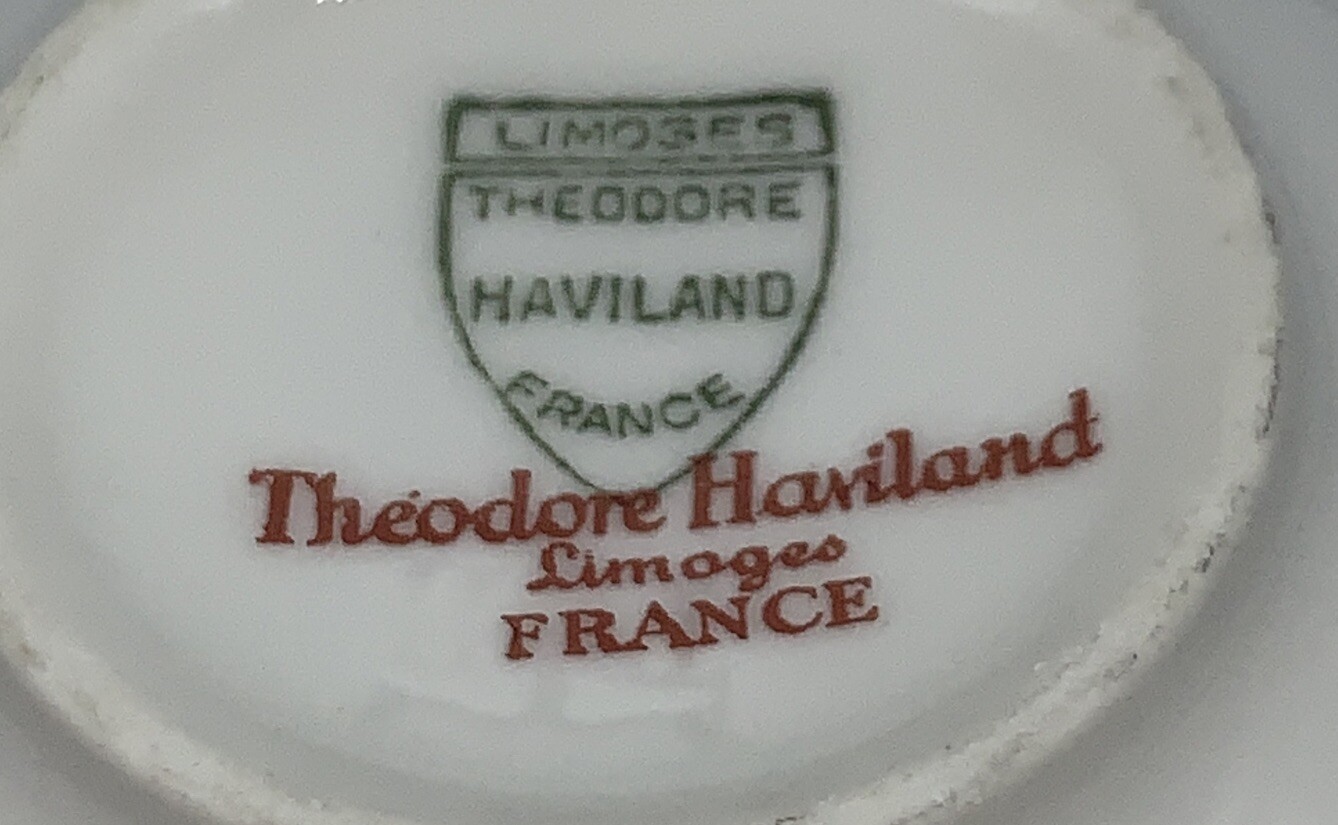 LIMOGES
THEODORE
HAVILAND
FRANCE
Théodore Haviland
Limoges
FRANCE